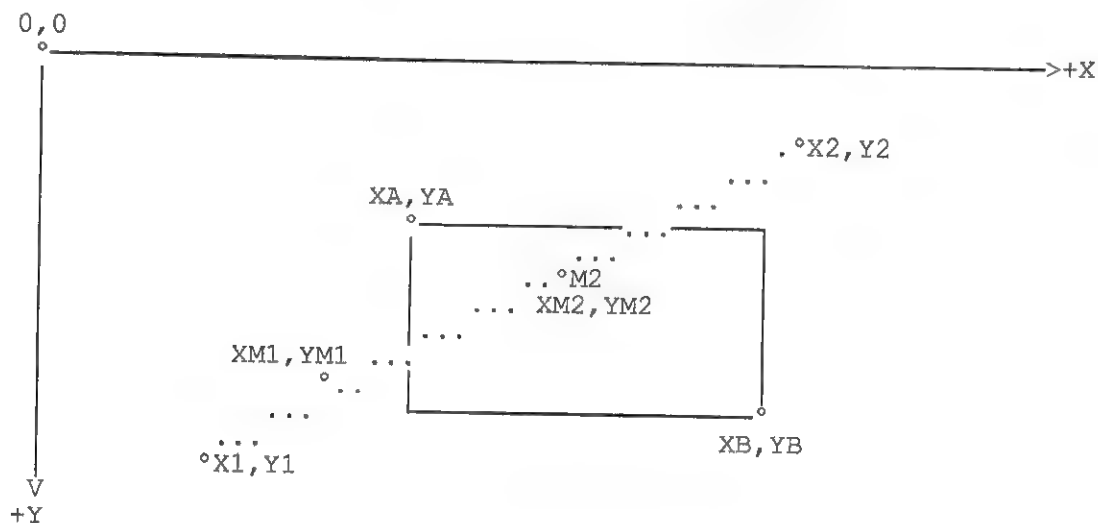 0,0
>+X
X2,Y2
XA,YA
M2
XM2,YM2
XM1,YM1
XB,YB
X1,Y1
V
+Y